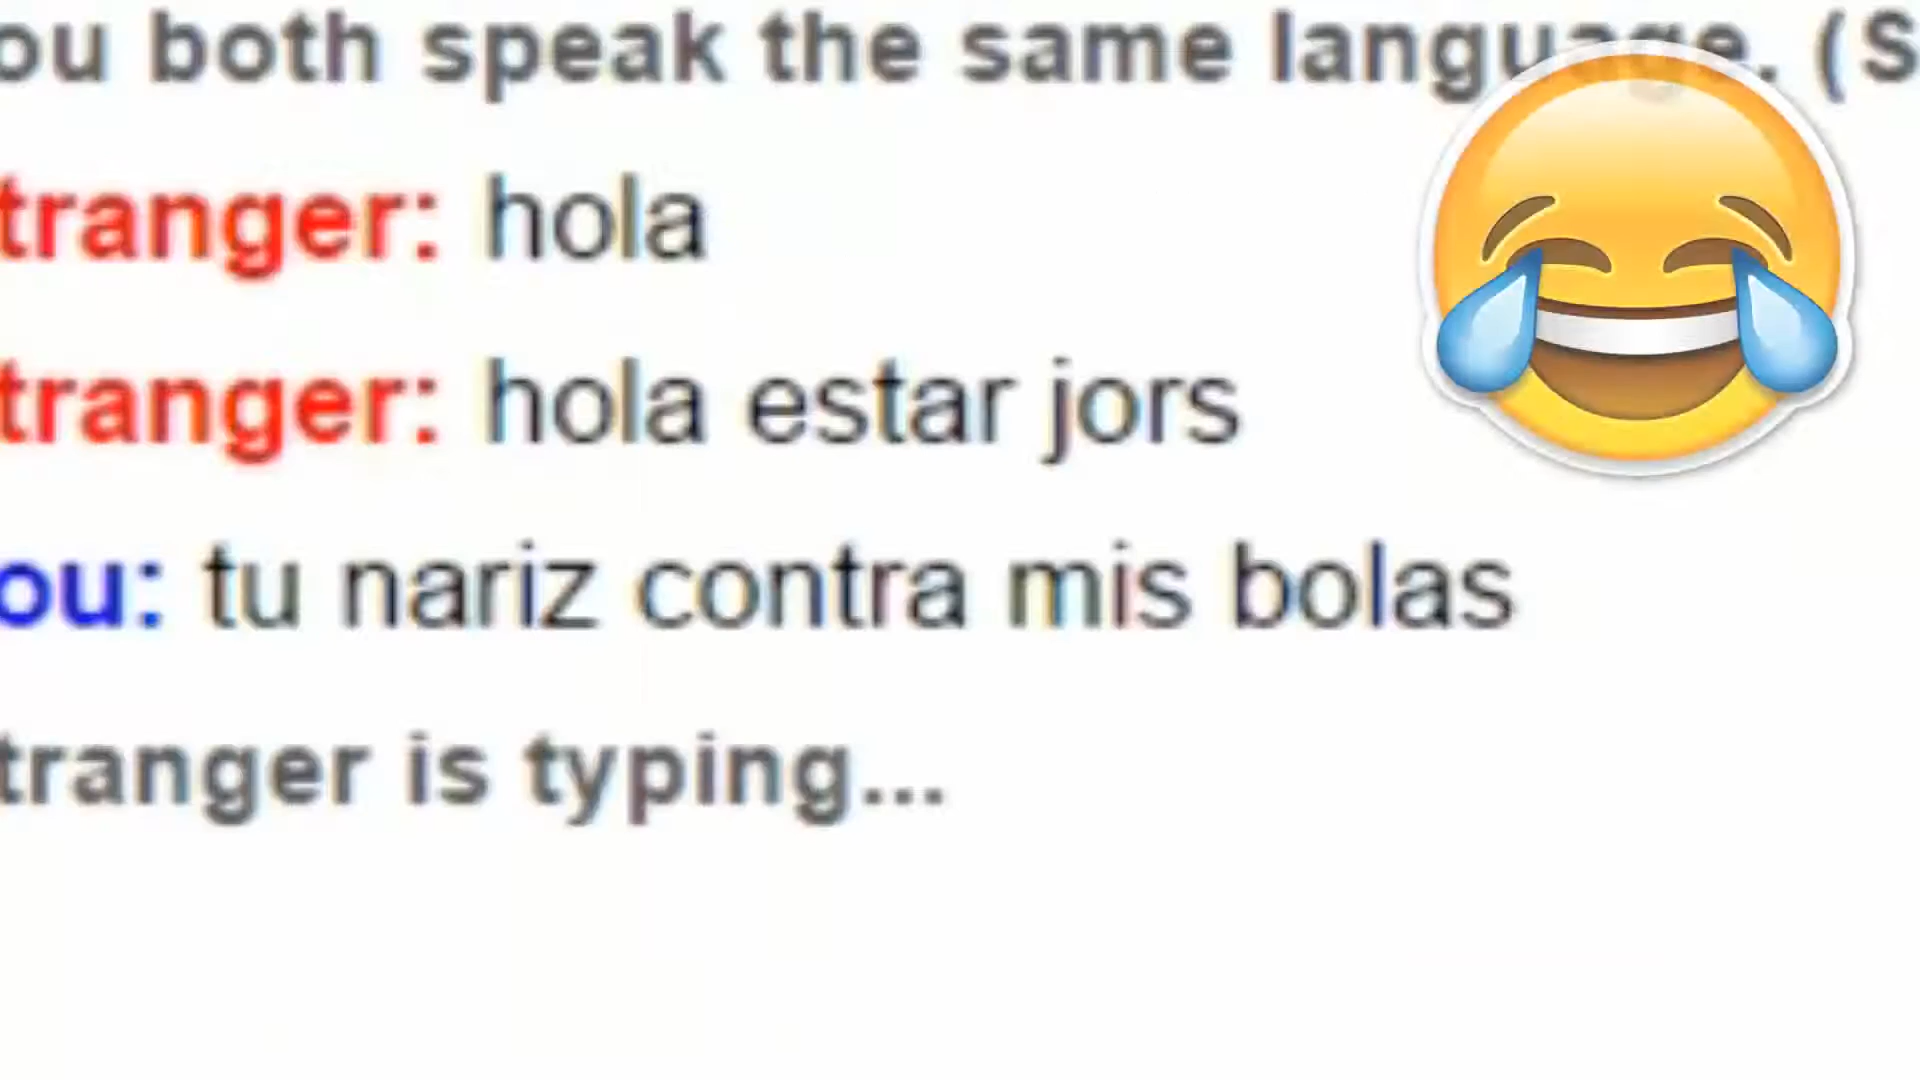 ou both speak the same language. (S
tranger: hola
tranger: hola estar jors
ou: tu nariz contra mis bolas
tranger is typing...